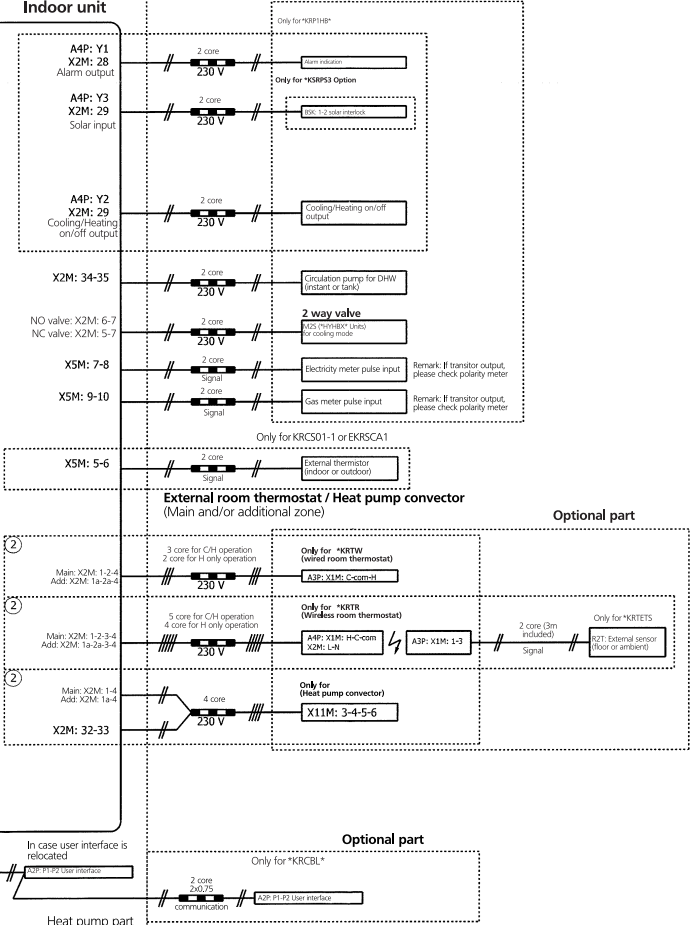 Indoor unit
Only for *KRP1HB*
A4P: Y1
X2M: 28
Alarm output
2 core
230 V
Alarm indication
Only for *KSRPS3 Option
A4P: Y3
X2M: 29
Solar input
2 core
230 V
BSK: 1-2 solar interlock
A4P: Y2
X2M: 29
Cooling/Heating
on/off output
2 core
230 V
Cooling/Heating on/off
output
X2M: 34-35
2 core
230 V
Circulation pump for DHW
(instant or tank)
NO valve: X2M: 6-7
NC valve: X2M: 5-7
2 core
230 V
2 way valve
M2S (*HYHBX* Units)
for cooling mode
X5M: 7-8
2 core
Signal
Electricity meter pulse input
Remark: If transitor output,
please check polarity meter
X5M: 9-10
2 core
Signal
Gas meter pulse input
Remark: If transitor output,
please check polarity meter
Only for KRCS01-1 or EKRSCA1
X5M: 5-6
2 core
Signal
External thermistor
(indoor or outdoor)
External room thermostat / Heat pump convector
(Main and/or additional zone)
Optional part
2
3 core for C/H operation
2 core for H only operation
Only for *KRTW
(wired room thermostat)
Main: X2M: 1-2-4
Add: X2M: 1a-2a-4
230 V
A3P: X1M: C-com-H
2
5 core for C/H operation
4 core for H only operation
Only for *KRTR
(Wireless room thermostat)
Main: X2M: 1-2-3-4
Add: X2M: 1a-2a-3-4
230 V
A4P: X1M: H-C-com
X2M: L-N
A3P: X1M: 1-3
2 core (3m
included)
Signal
Only for *KRTETS
R2T: External sensor
(floor or ambient)
2
Main: X2M: 1-4
Add: X2M: 1a-4
X2M: 32-33
4 core
230 V
Only for
(Heat pump convector)
X11M: 3-4-5-6
In case user interface is
relocated
A2P: P1-P2 User interface
Optional part
Only for *KRCBL*
2 core
2x0,75
communication
A2P: P1-P2 User interface
Heat pump part